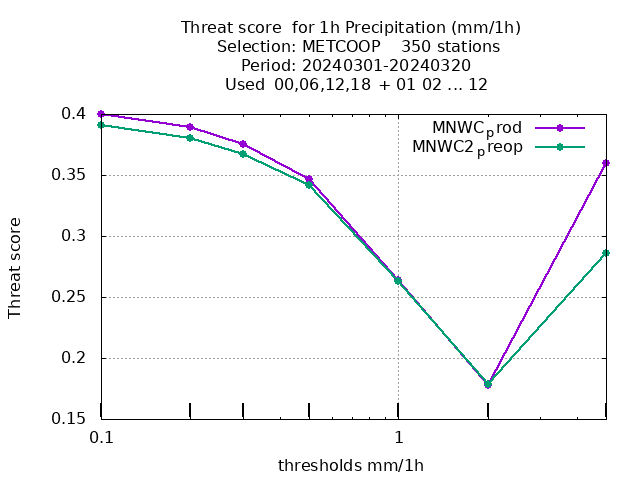 Threat score  for 1h Precipitation (mm/1h)
Selection: METCOOP    350 stations
Period: 20240301-20240320
Used  00,06,12,18  + 01 02 ... 12
MNWC_prod
MNWC2_preop
0.4
0.35
0.3
0.25
0.2
0.15
Threat score
0.1 1
thresholds mm/1h